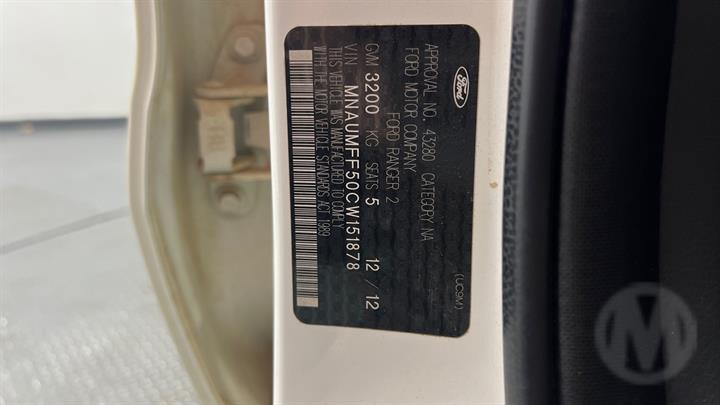 Ford
APPROVAL NO. 43280 CATEGORY NA
FORD MOTOR COMPANY
FORD RANGER 2
(UC9M)
GVM 3200 KG SEATS 5 12/12
VIN MNAUMFF50CW151878
THIS VEHICLE WAS MANUFACTURED TO COMPLY
WITH THE MOTOR VEHICLE STANDARDS ACT 1989
M